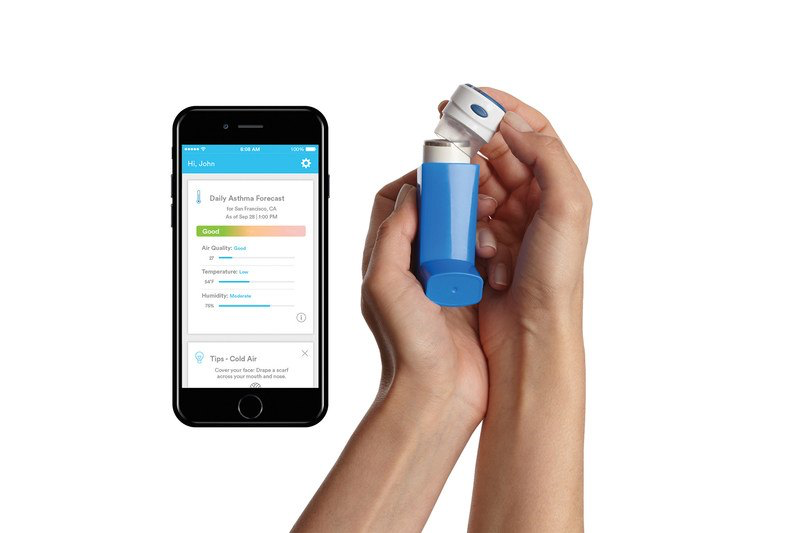 8:08 AM 100%
Hi, John
Daily Asthma Forecast
for San Francisco, CA
As of Sep 28 | 1:00 PM
Good
Air Quality: Good
27
Temperature: Low
54°F
Humidity: Moderate
75%
Tips - Cold Air
Cover your face: Drape a scarf
across your mouth and nose.